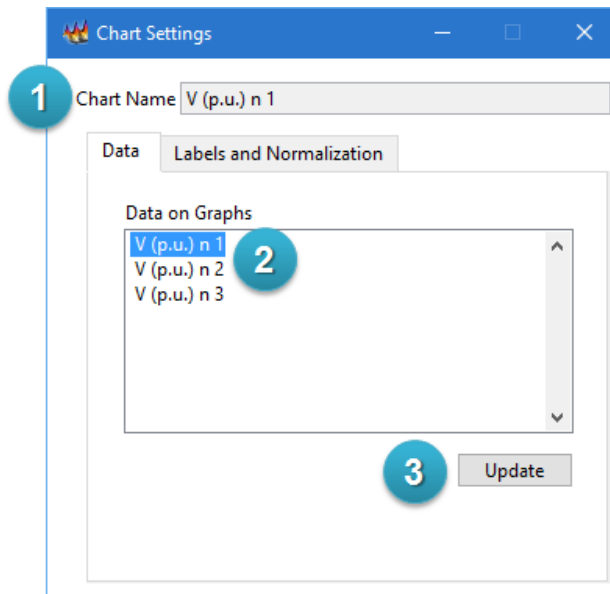 Chart Settings
1
Chart Name V (p.u.) n 1
Data Labels and Normalization
Data on Graphs
V (p.u.) n 1
2
V (p.u.) n 2
V (p.u.) n 3
3
Update